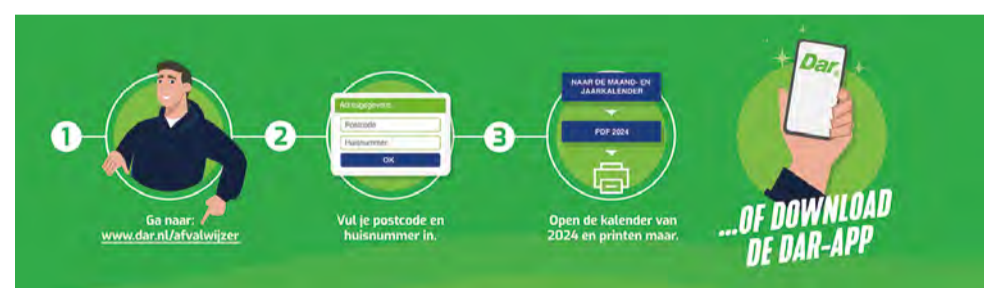 1
Ga naar:
www.dar.nl/afvalwijzer
2
Adresgegevens
Postcode
Huisnummer
OK
Vul je postcode en
huisnummer in.
3
NAAR DE MAAND- EN
JAARKALENDER
PDF 2024
Open de kalender van
2024 en printen maar.
Dar.
...OF DOWNLOAD
DE DAR-APP